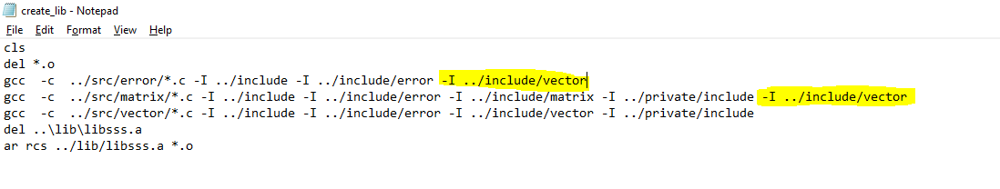 create_lib - Notepad
File Edit Format View Help
cls
del *.o
gcc  -c  ../src/error/*.c -I ../include -I ../include/error -I ../include/vector
gcc  -c  ../src/matrix/*.c -I ../include -I ../include/error -I ../include/matrix -I ../private/include -I ../include/vector
gcc  -c  ../src/vector/*.c -I ../include -I ../include/error -I ../include/vector -I ../private/include
del ..\lib\libsss.a
ar rcs ../lib/libsss.a *.o